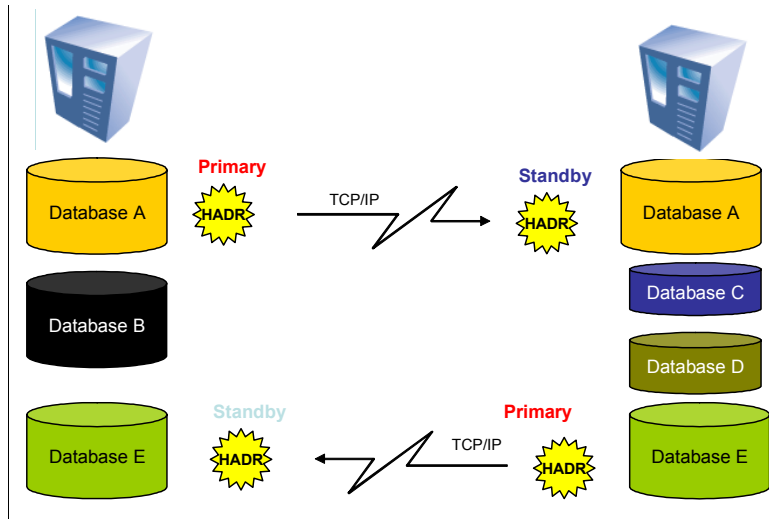 Primary
Standby
Database A
HADR
TCP/IP
HADR
Database A
Database B
Database C
Database D
Standby
Primary
Database E
HADR
TCP/IP
HADR
Database E